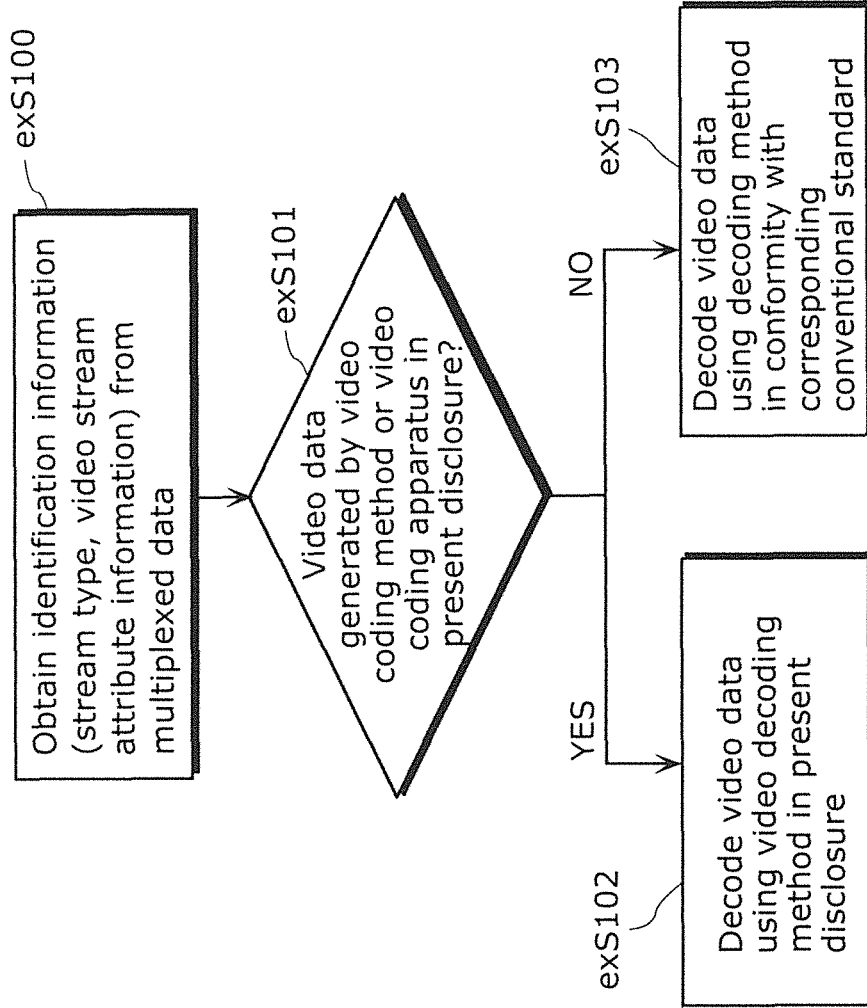 exS100
Obtain identification information
(stream type, video stream
attribute information) from
multiplexed data
exS101
Video data
generated by video
coding method or video
coding apparatus in
present disclosure?
YES
NO
exS102
Decode video data
using video decoding
method in present
disclosure
exS103
Decode video data
using decoding method
in conformity with
corresponding
conventional standard